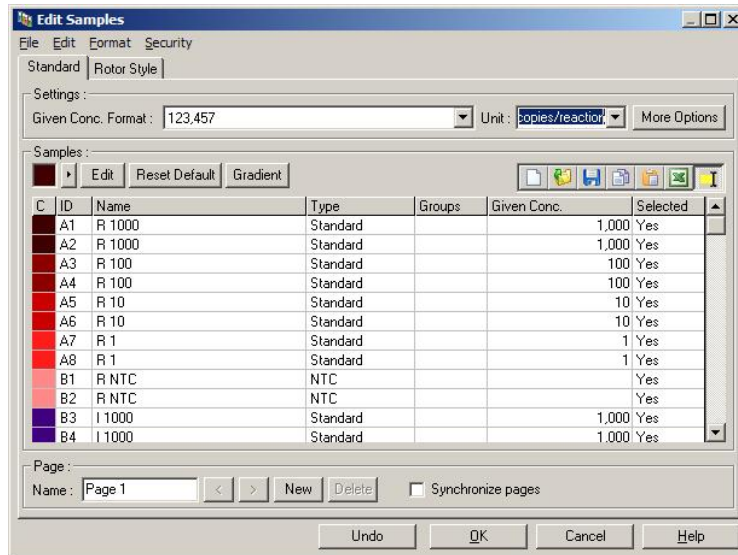 Edit Samples
File Edit Format Security
Standard Rotor Style
Settings :
Given Conc. Format : 123,457 Unit : copies/reaction More Options
Samples :
Edit Reset Default Gradient
C ID Name Type Groups Given Conc. Selected
A1 R 1000 Standard 1,000 Yes
A2 R 1000 Standard 1,000 Yes
A3 R 100 Standard 100 Yes
A4 R 100 Standard 100 Yes
A5 R 10 Standard 10 Yes
A6 R 10 Standard 10 Yes
A7 R 1 Standard 1 Yes
A8 R 1 Standard 1 Yes
B1 R NTC NTC Yes
B2 R NTC NTC Yes
B3 I 1000 Standard 1,000 Yes
B4 I 1000 Standard 1,000 Yes
Page :
Name : Page 1 < > New Delete Synchronize pages
Undo OK Cancel Help